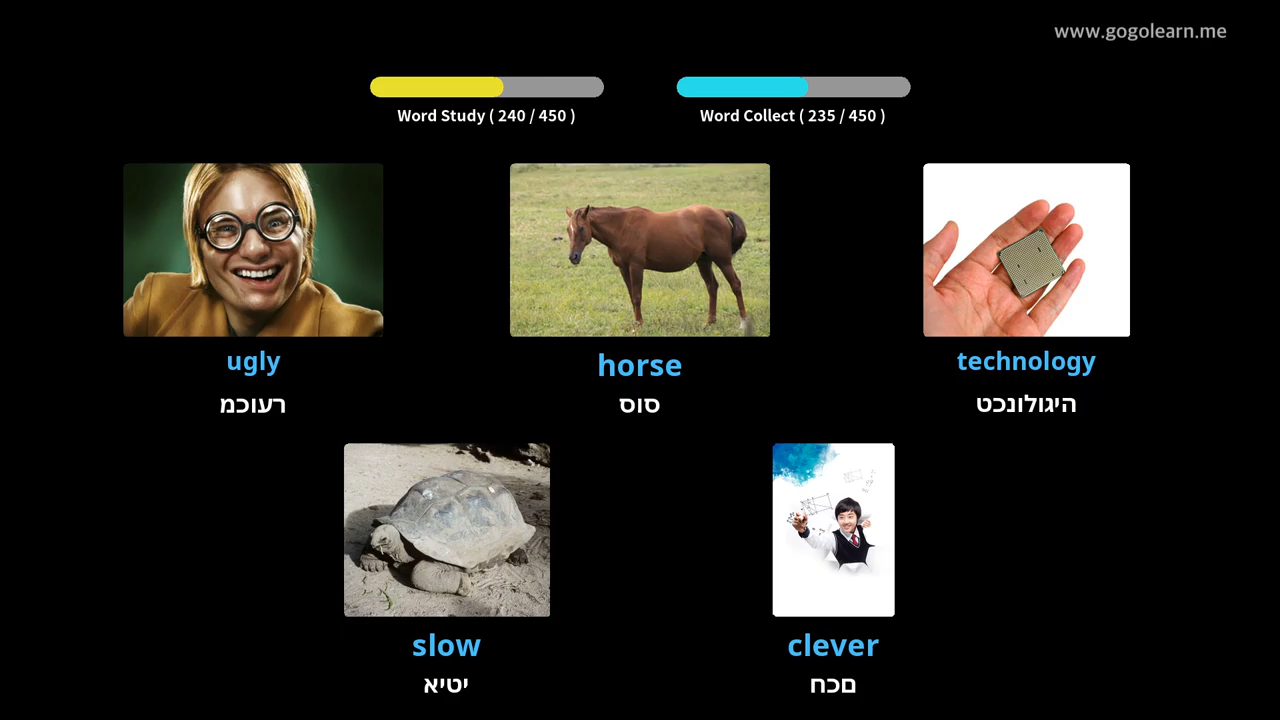 www.gogolearn.me
Word Study ( 240 / 450 )
Word Collect ( 235 / 450 )
ugly
רעוכמ
horse
סוס
technology
היגולונכט
slow
יטיא
clever
םכח